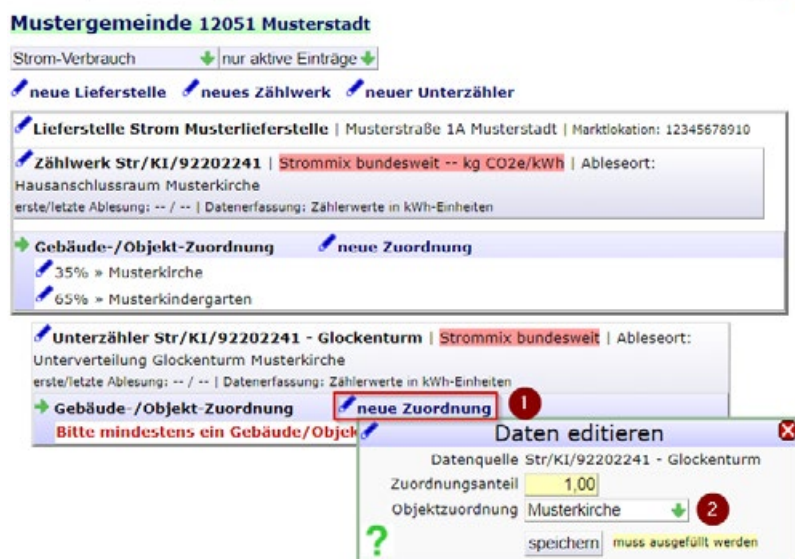 Mustergemeinde 12051 Musterstadt
Strom-Verbrauch nur aktive Einträge
neue Lieferstelle neues Zählwerk neuer Unterzähler
Lieferstelle Strom Musterlieferstelle | Musterstraße 1A Musterstadt | Marktlokation: 12345678910
Zählwerk Str/KI/92202241 | Strommix bundesweit -- kg CO2e/kWh | Ableseort:
Hausanschlussraum Musterkirche
erste/letzte Ablesung: -- / -- | Datenerfassung: Zählerwerte in kWh-Einheiten
Gebäude-/Objekt-Zuordnung neue Zuordnung
35% » Musterkirche
65% » Musterkindergarten
Unterzähler Str/KI/92202241 - Glockenturm | Strommix bundesweit | Ableseort:
Unterverteilung Glockenturm Musterkirche
erste/letzte Ablesung: -- / -- | Datenerfassung: Zählerwerte in kWh-Einheiten
Gebäude-/Objekt-Zuordnung neue Zuordnung 1
Bitte mindestens ein Gebäude/Objek
Daten editieren
Datenquelle Str/KI/92202241 - Glockenturm
Zuordnungsanteil 1,00
Objektzuordnung Musterkirche 2
? speichern muss ausgefüllt werden